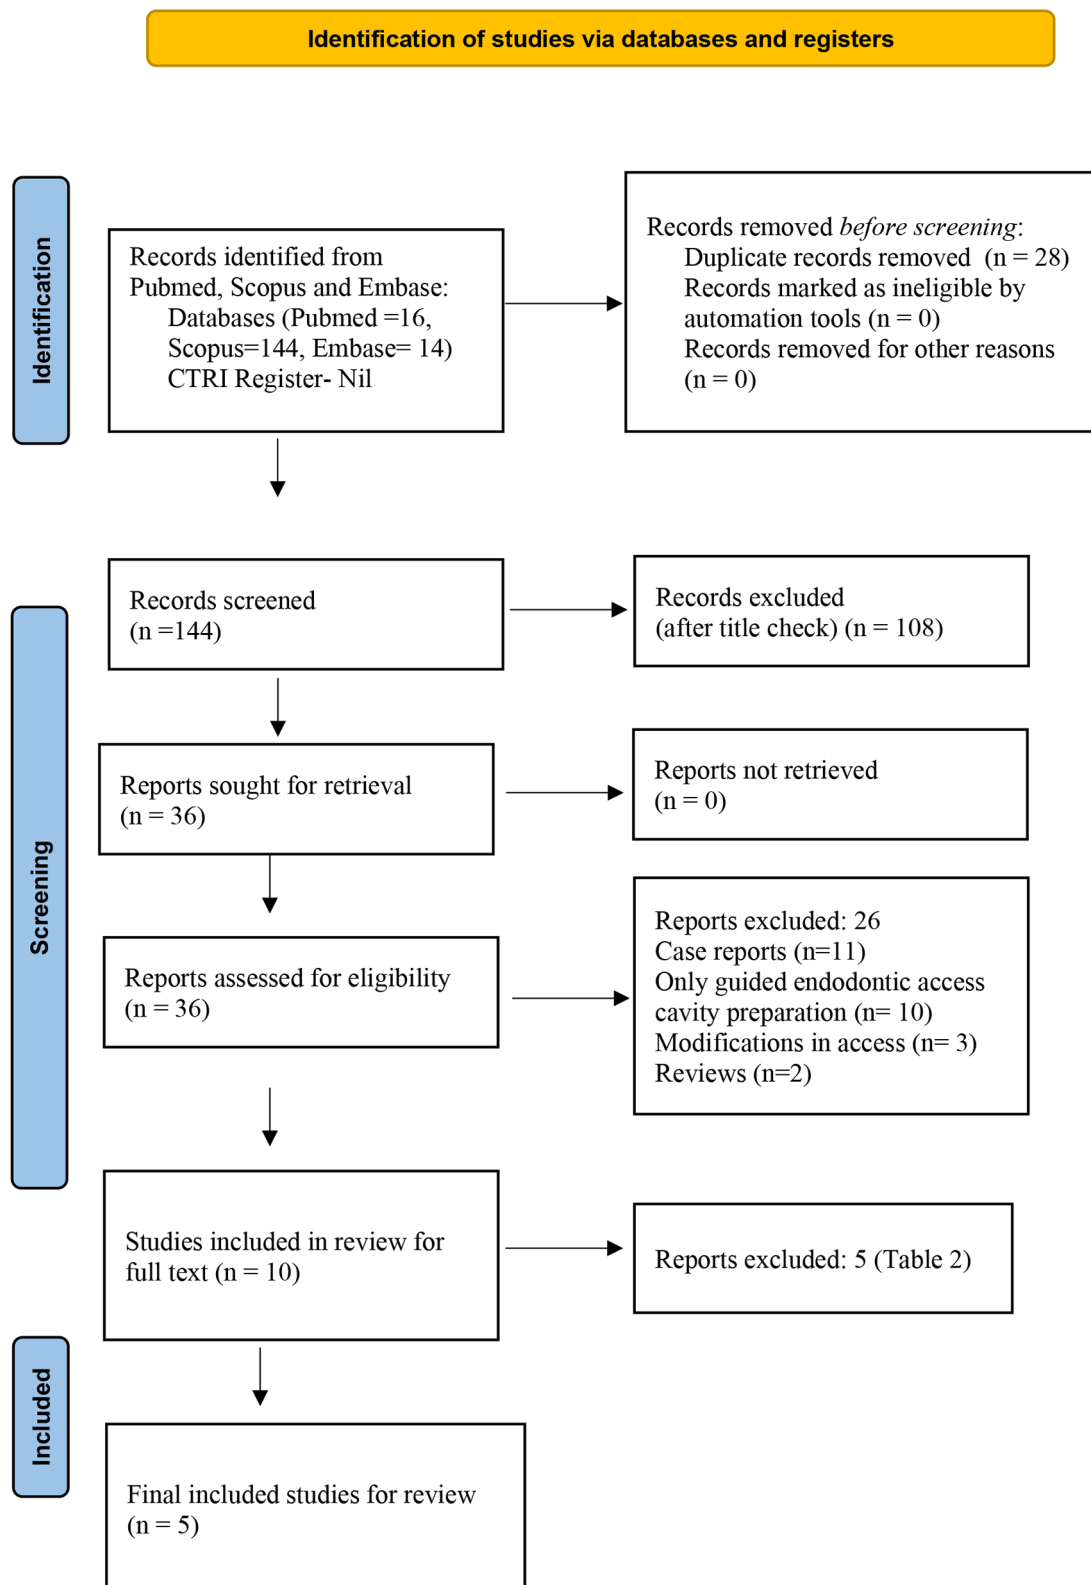 Identification of studies via databases and registers
Identification
Records identified from
Pubmed, Scopus and Embase:
Databases (Pubmed =16,
Scopus=144, Embase= 14)
CTRI Register- Nil
Records removed before screening:
Duplicate records removed (n = 28)
Records marked as ineligible by
automation tools (n = 0)
Records removed for other reasons
(n = 0)
Screening
Records screened
(n =144)
Records excluded
(after title check) (n = 108)
Reports sought for retrieval
(n = 36)
Reports not retrieved
(n = 0)
Reports assessed for eligibility
(n = 36)
Reports excluded: 26
Case reports (n=11)
Only guided endodontic access
cavity preparation (n= 10)
Modifications in access (n= 3)
Reviews (n=2)
Studies included in review for
full text (n = 10)
Reports excluded: 5 (Table 2)
Included
Final included studies for review
(n = 5)